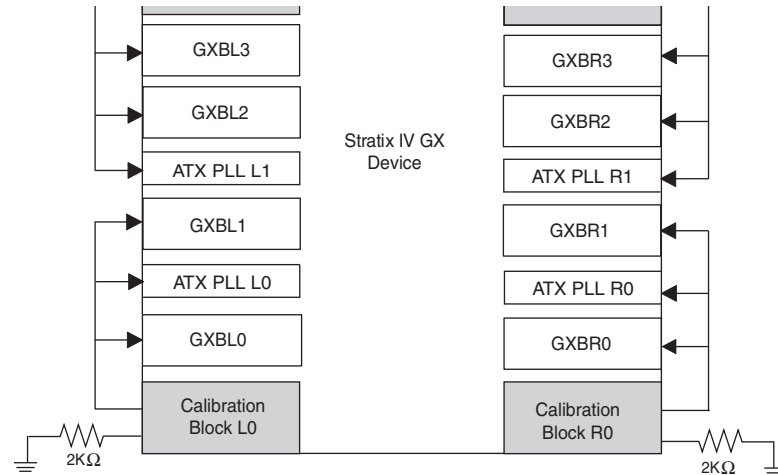 GXBL3
GXBR3
GXBL2
GXBR2
Stratix IV GX
Device
ATX PLL L1
ATX PLL R1
GXBL1
GXBR1
ATX PLL L0
ATX PLL R0
GXBL0
GXBR0
Calibration
Block L0
Calibration
Block R0
2KΩ
2KΩ